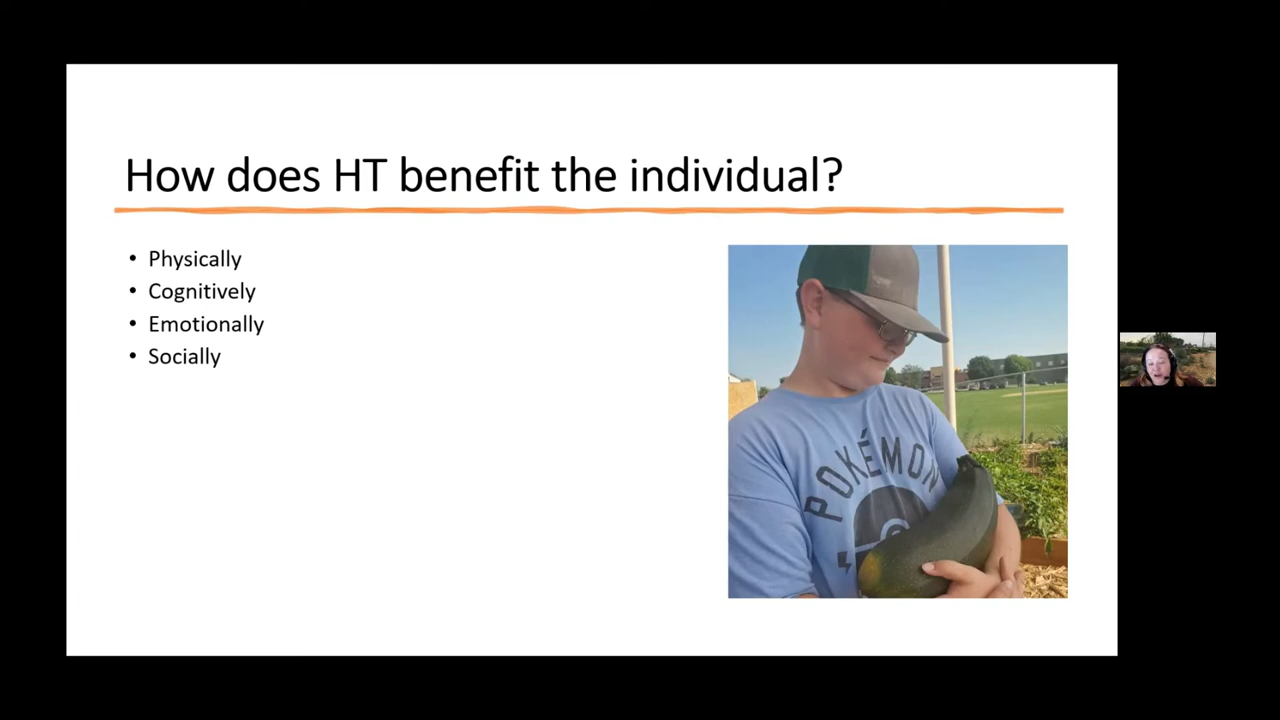 How does HT benefit the individual?
• Physically
• Cognitively
• Emotionally
• Socially
POKÉMON